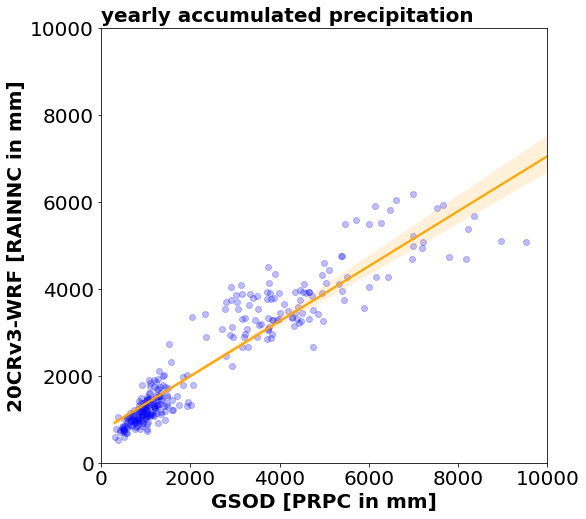 yearly accumulated precipitation
10000
8000
6000
4000
2000
0
20CRv3-WRF [RAINNC in mm]
0 2000 4000 6000 8000 10000
GSOD [PRPC in mm]